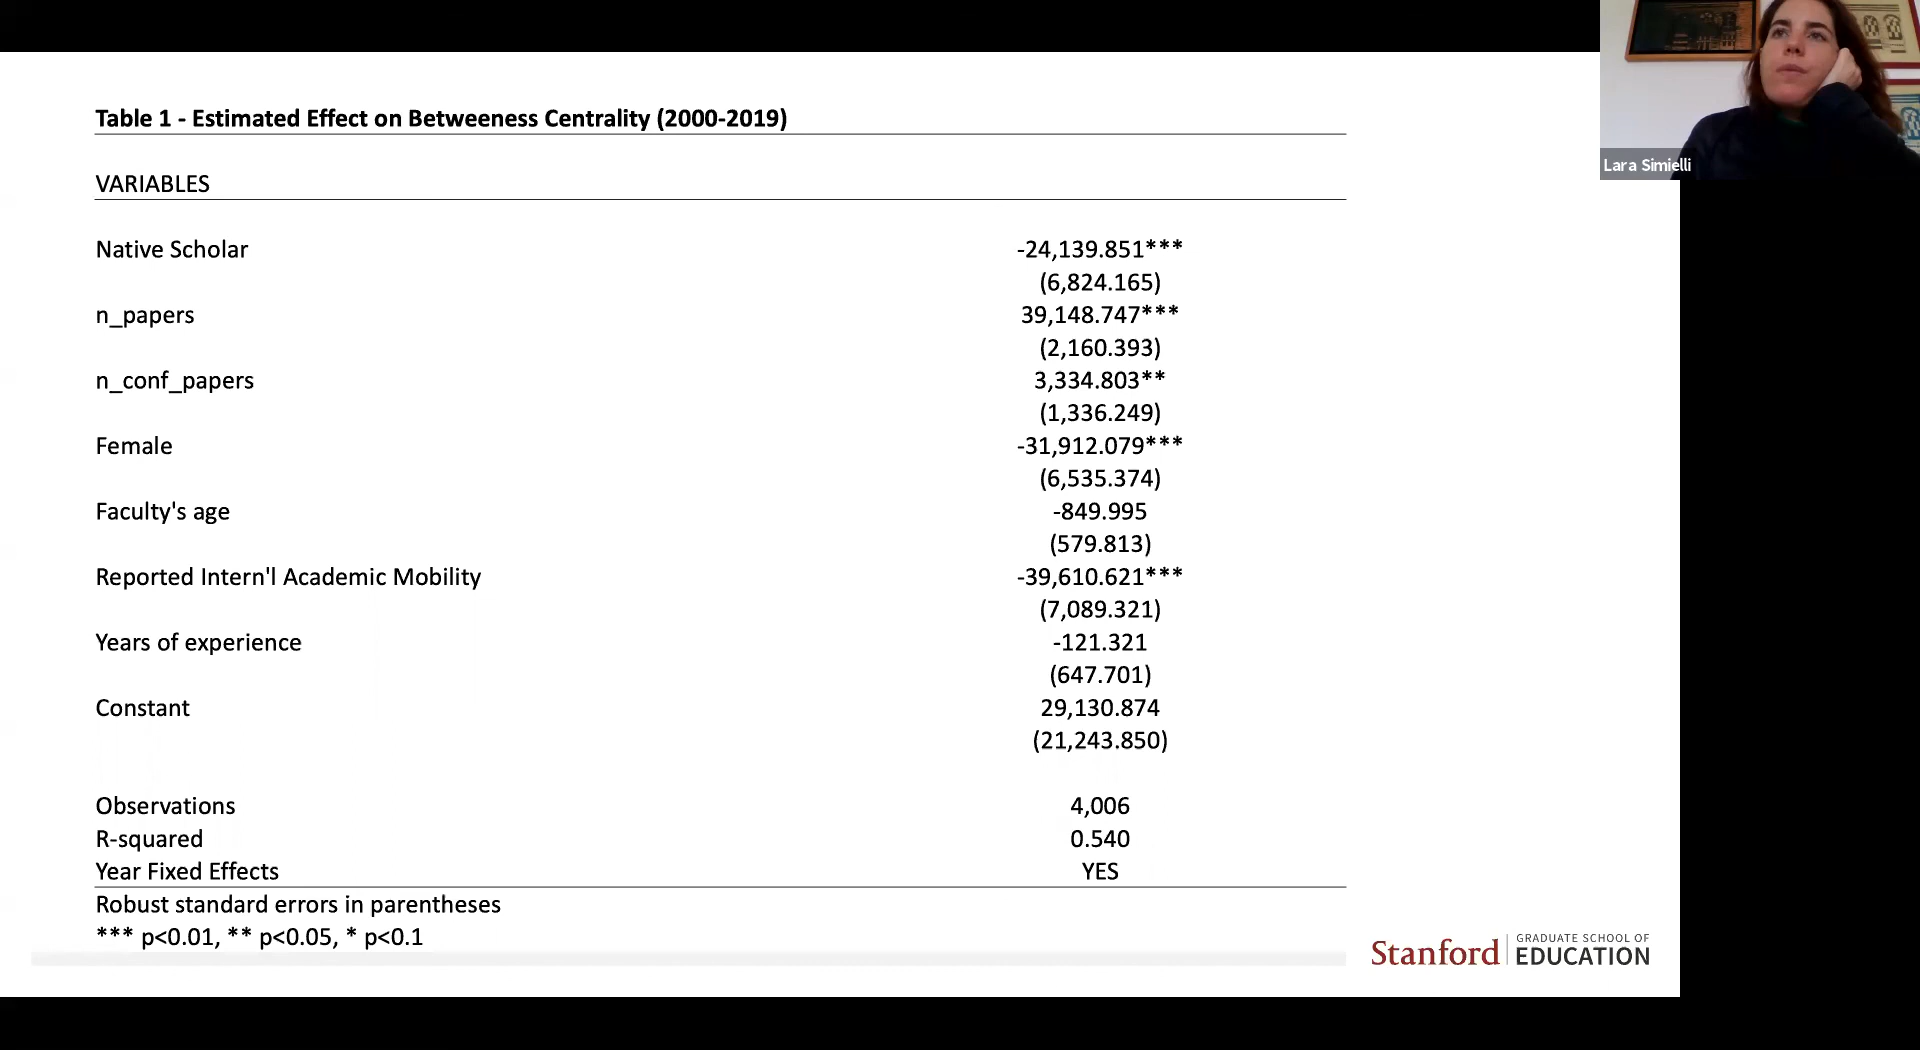 Table 1 - Estimated Effect on Betweeness Centrality (2000-2019)
VARIABLES
Native Scholar -24,139.851***
(6,824.165)
n_papers 39,148.747***
(2,160.393)
n_conf_papers 3,334.803**
(1,336.249)
Female -31,912.079***
(6,535.374)
Faculty's age -849.995
(579.813)
Reported Intern'l Academic Mobility -39,610.621***
(7,089.321)
Years of experience -121.321
(647.701)
Constant 29,130.874
(21,243.850)
Observations 4,006
R-squared 0.540
Year Fixed Effects YES
Robust standard errors in parentheses
*** p<0.01, ** p<0.05, * p<0.1
Stanford GRADUATE SCHOOL OF
EDUCATION
Lara Simielli